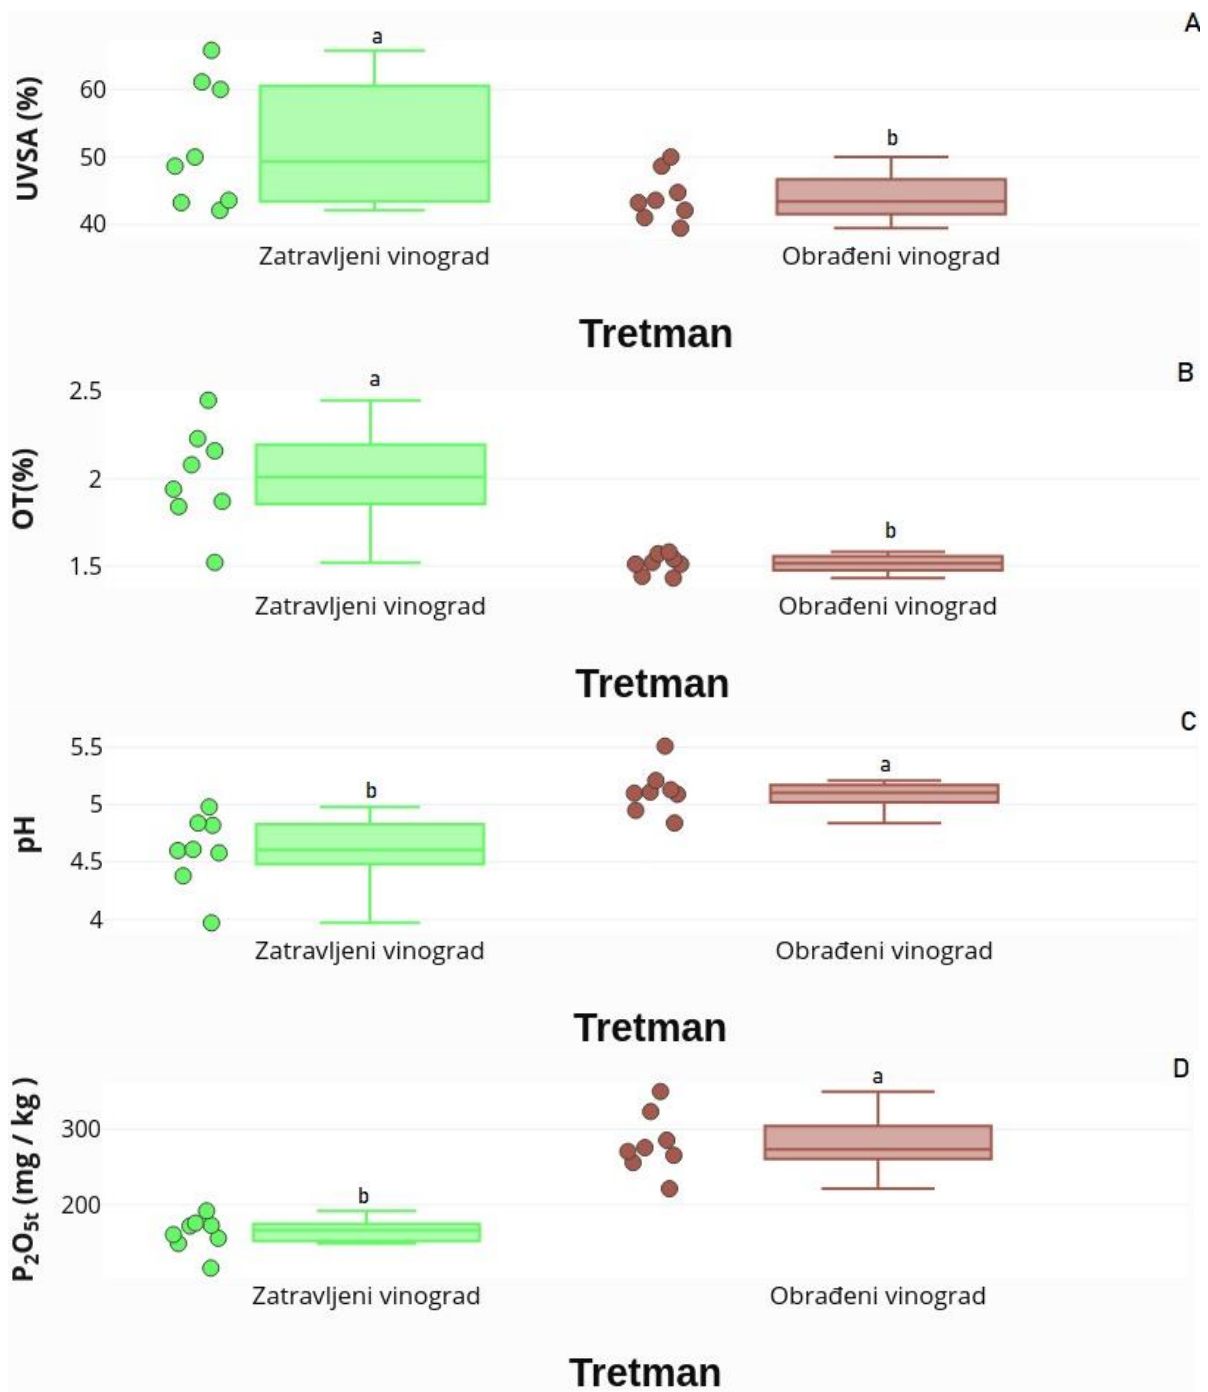 A
a
UVSA (%)
60
50
40
b
Zatravljeni vinograd
Obrađeni vinograd
Tretman
B
a
OT(%)
2.5
2
1.5
b
Zatravljeni vinograd
Obrađeni vinograd
Tretman
C
pH
5.5
5
4.5
4
b
a
Zatravljeni vinograd
Obrađeni vinograd
Tretman
D
P₂O₅t (mg / kg )
300
200
b
a
Zatravljeni vinograd
Obrađeni vinograd
Tretman